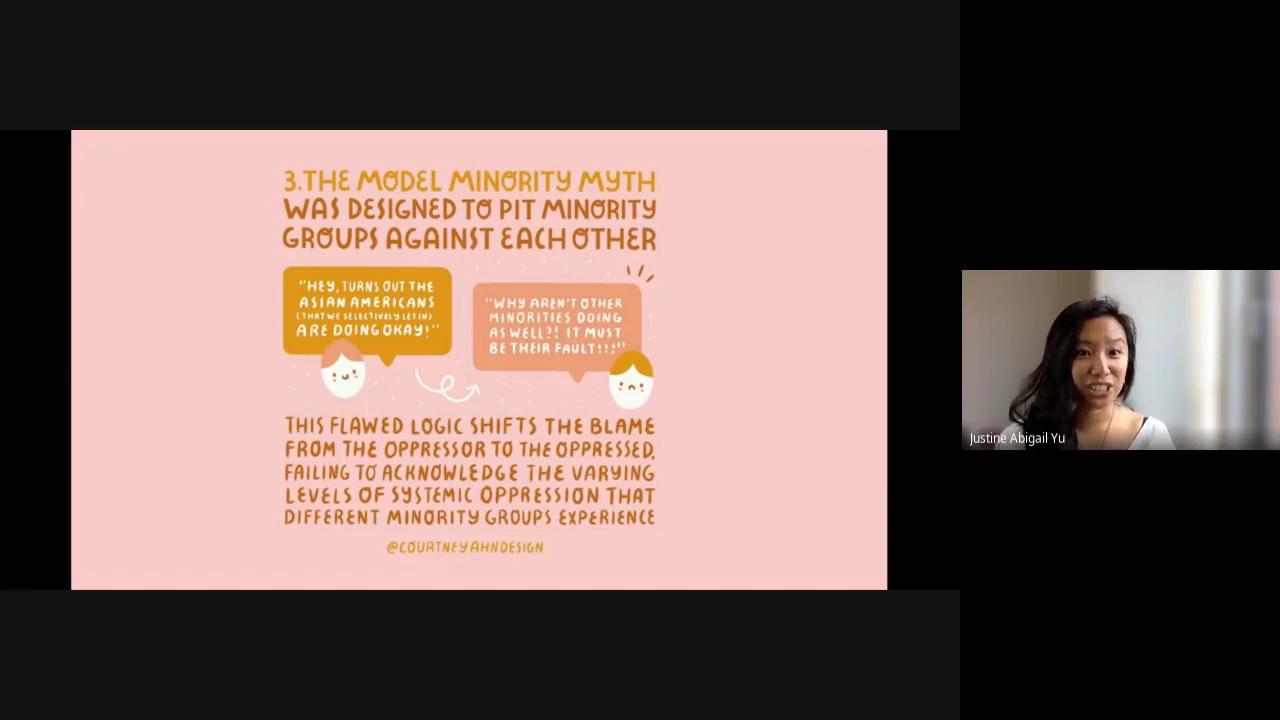 3.THE MODEL MINORITY MYTH
WAS DESIGNED TO PIT MINORITY
GROUPS AGAINST EACH OTHER
"HEY, TURNS OUT THE
ASIAN AMERICANS
(THAT WE SELECTIVELY LET IN)
ARE DOING OKAY!"
"WHY AREN'T OTHER
MINORITIES DOING
AS WELL?! IT MUST
BE THEIR FAULT!!!"
THIS FLAWED LOGIC SHIFTS THE BLAME
FROM THE OPPRESSOR TO THE OPPRESSED,
FAILING TO ACKNOWLEDGE THE VARYING
LEVELS OF SYSTEMIC OPPRESSION THAT
DIFFERENT MINORITY GROUPS EXPERIENCE
@COURTNEYAHNDESIGN
Justine Abigail Yu